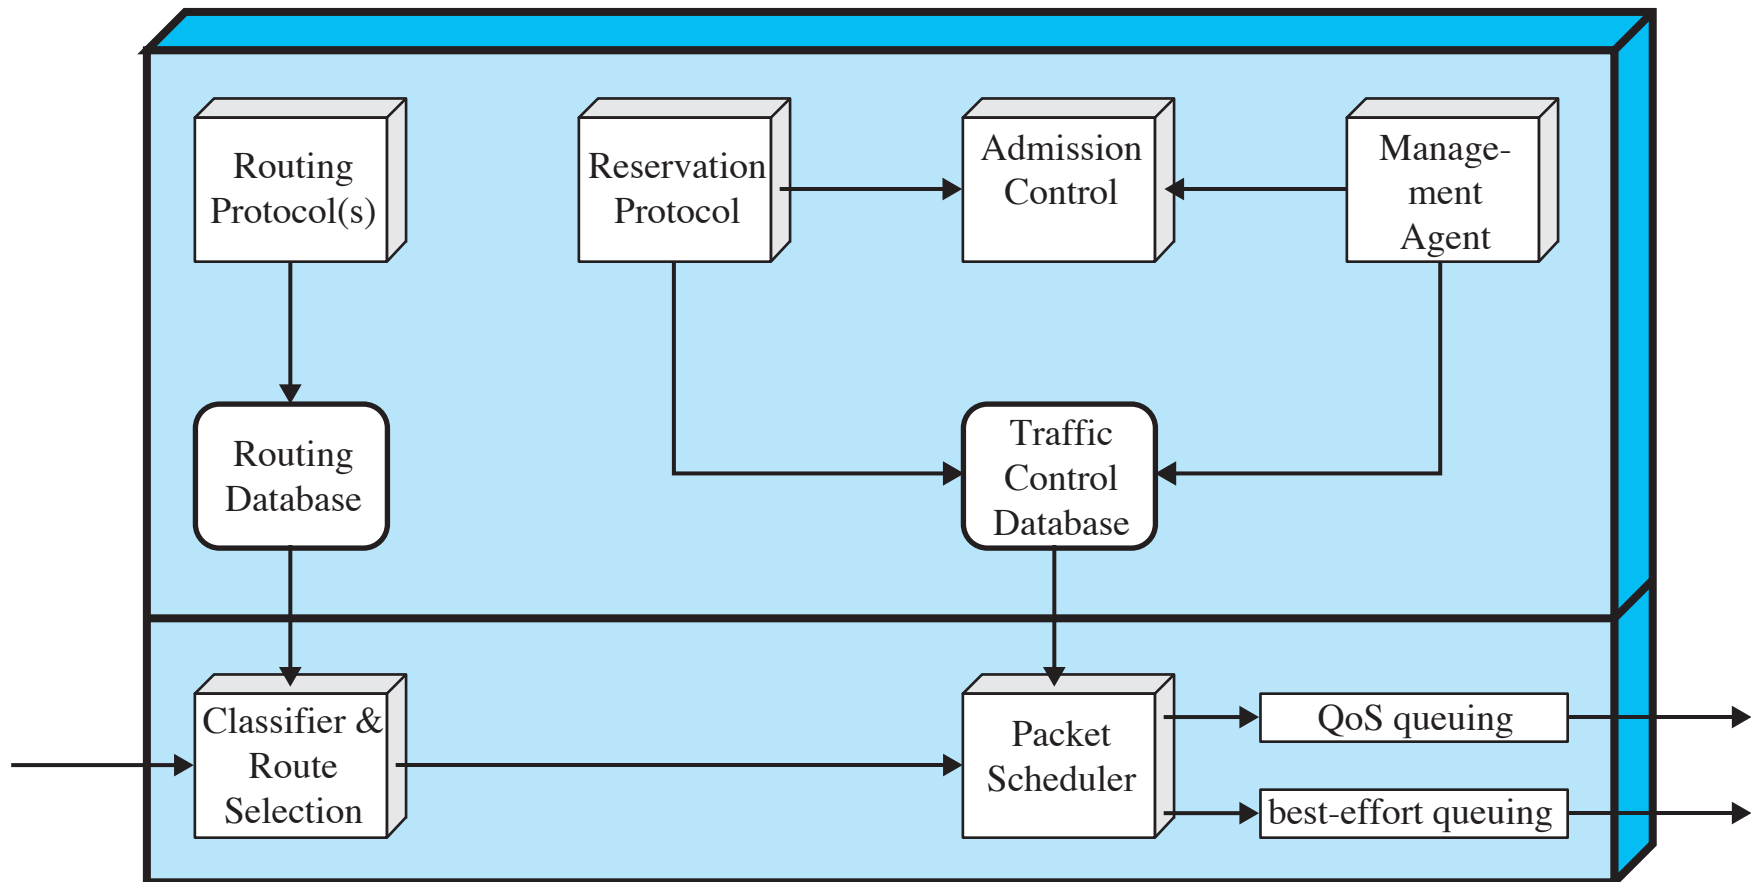 Routing
Protocol(s)
Reservation
Protocol
Admission
Control
Manage-
ment
Agent
Routing
Database
Traffic
Control
Database
Classifier &
Route
Selection
Packet
Scheduler
QoS queuing
best-effort queuing